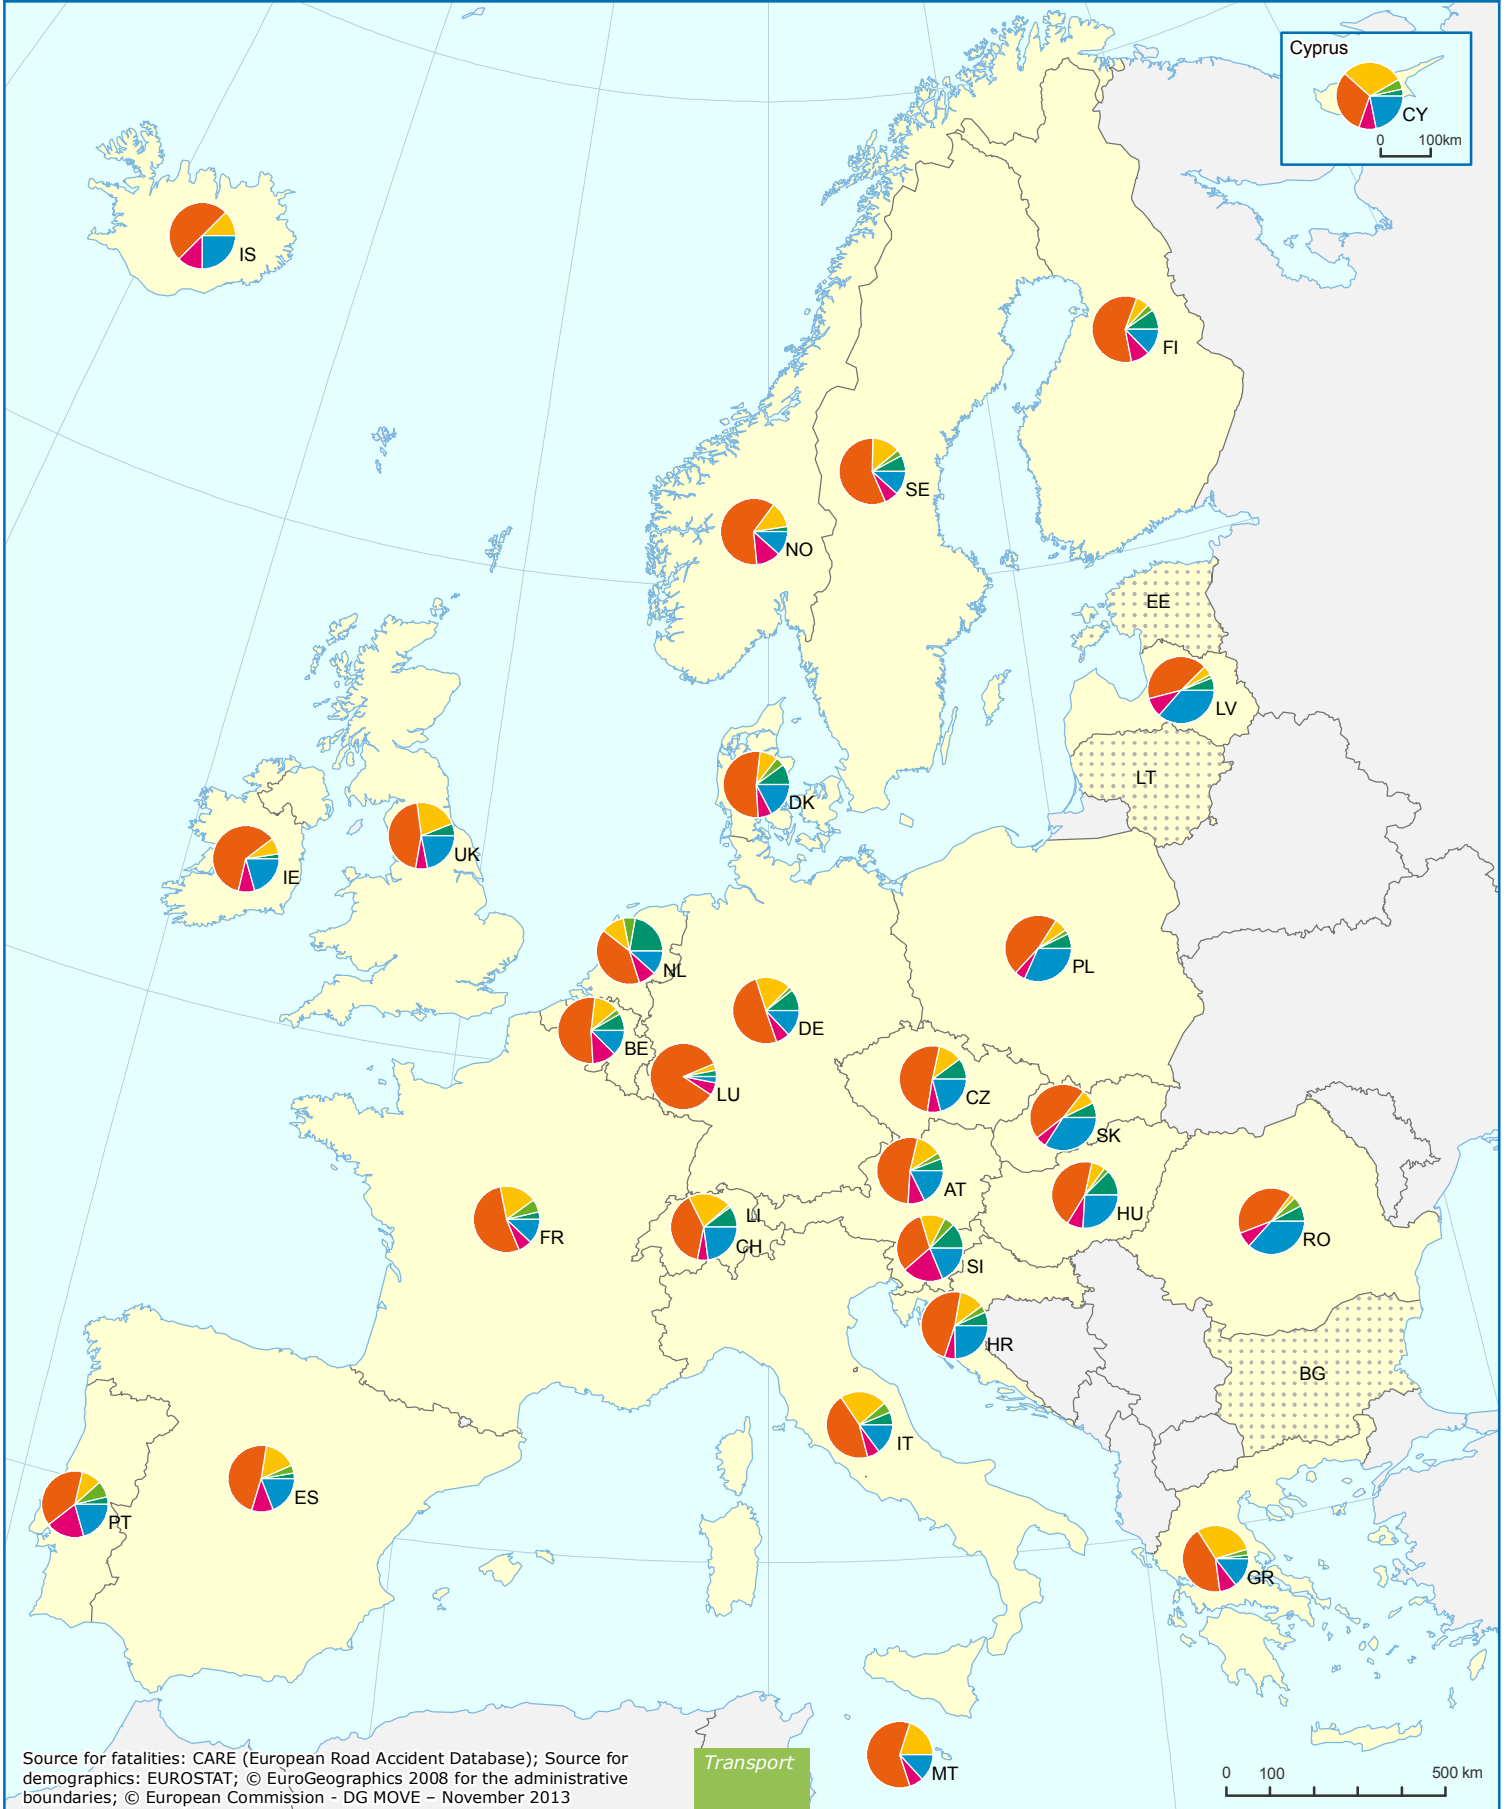 Cyprus
CY
0 100km
IS
FI
SE
NO
EE
LV
LT
DK
UK
IE
NL
PL
DE
BE
LU
CZ
SK
AT
HU
LI
CH
FR
SI
RO
HR
BG
IT
ES
PT
GR
MT
Source for fatalities: CARE (European Road Accident Database); Source for
demographics: EUROSTAT; © EuroGeographics 2008 for the administrative
boundaries; © European Commission - DG MOVE – November 2013
Transport
0 100 500 km